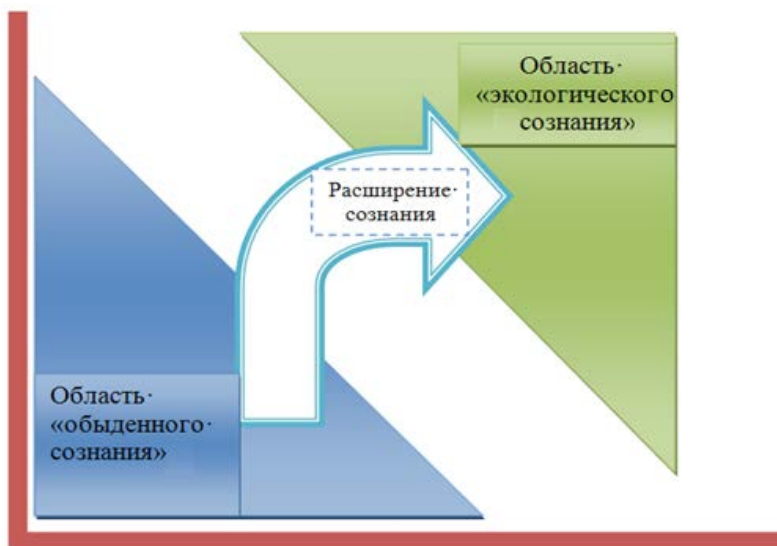 Область·
«экологического
сознания»
Расширение·
сознания
Область·
«обыденного·
сознания»